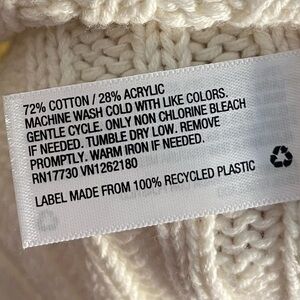 72% COTTON / 28% ACRYLIC
MACHINE WASH COLD WITH LIKE COLORS.
GENTLE CYCLE. ONLY NON CHLORINE BLEACH
IF NEEDED. TUMBLE DRY LOW. REMOVE
PROMPTLY. WARM IRON IF NEEDED.
RN17730 VN1262180
LABEL MADE FROM 100% RECYCLED PLASTIC